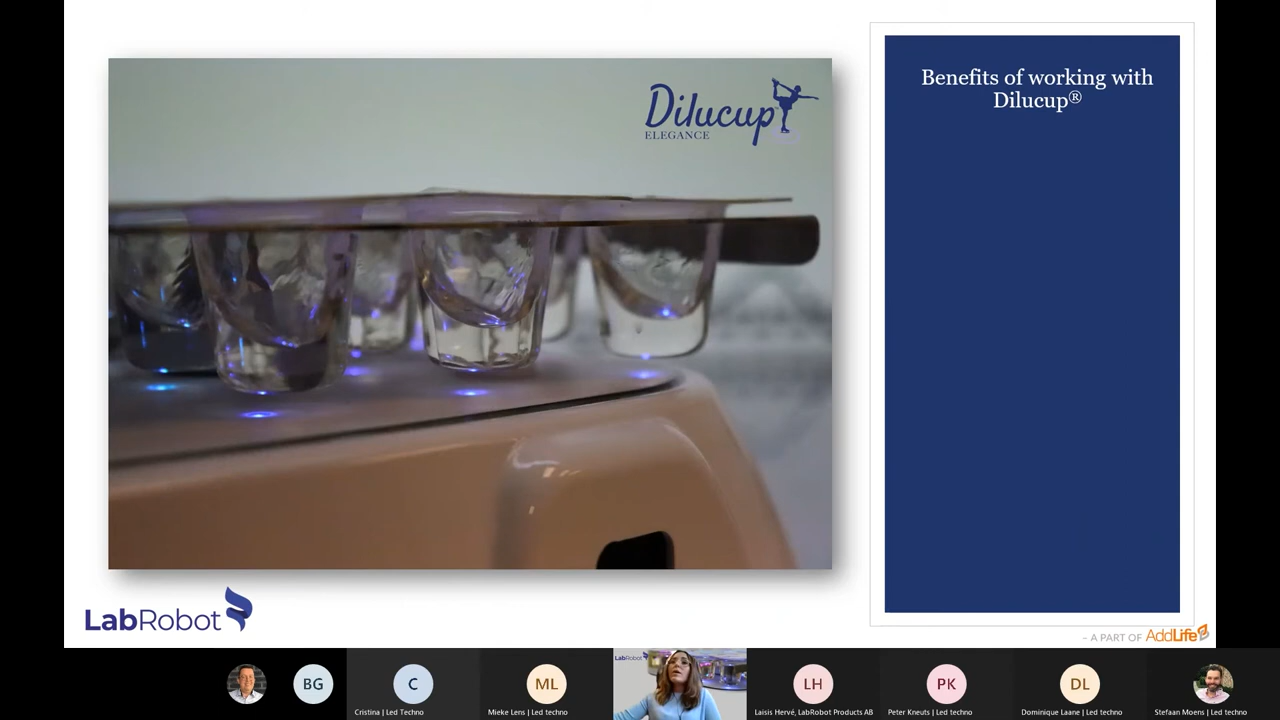 Dilucup
ELEGANCE
Benefits of working with
Dilucup®
LabRobot
– A PART OF AddLife
BG
C
Cristina | Led Techno
ML
Mieke Lens | Led techno
LabRobot
LH
Laisis Hervé, LabRobot Products AB
PK
Peter Kneuts | Led techno
DL
Dominique Laane | Led techno
Stefaan Moens | Led techno